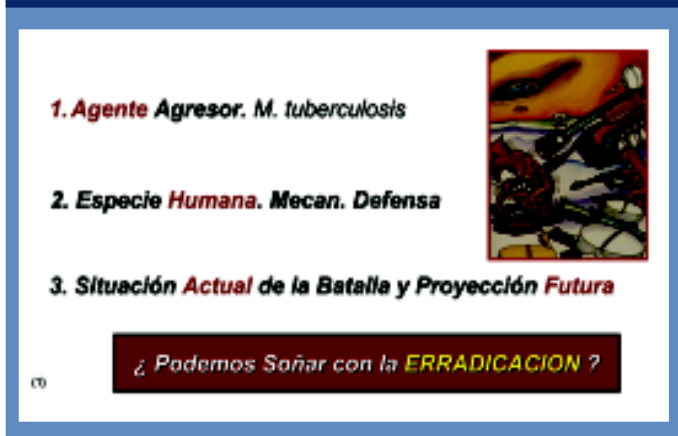 1. Agente Agresor. M. tuberculosis
2. Especie Humana. Mecan. Defensa
3. Situación Actual de la Batalla y Proyección Futura
¿ Podemos Soñar con la ERRADICACION ?